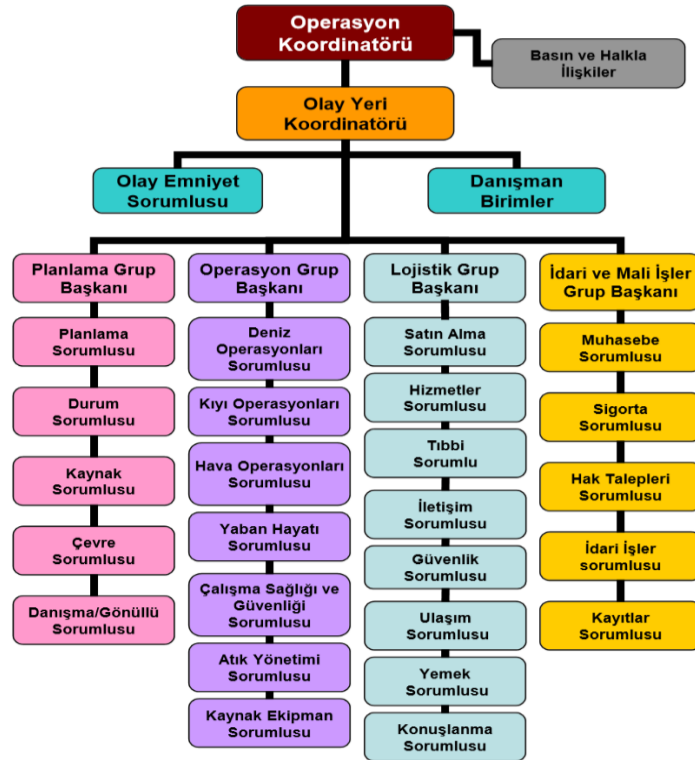 Operasyon
Koordinatörü
Basın ve Halkla
İlişkiler
Olay Yeri
Koordinatörü
Olay Emniyet
Sorumlusu
Danışman
Birimler
Planlama Grup
Başkanı
Planlama
Sorumlusu
Durum
Sorumlusu
Kaynak
Sorumlusu
Çevre
Sorumlusu
Danışma/Gönüllü
Sorumlusu
Operasyon Grup
Başkanı
Deniz
Operasyonları
Sorumlusu
Kıyı Operasyonları
Sorumlusu
Hava Operasyonları
Sorumlusu
Yaban Hayatı
Sorumlusu
Çalışma Sağlığı ve
Güvenliği
Sorumlusu
Atık Yönetimi
Sorumlusu
Kaynak Ekipman
Sorumlusu
Lojistik Grup
Başkanı
Satın Alma
Sorumlusu
Hizmetler
Sorumlusu
Tıbbi
Sorumlu
İletişim
Sorumlusu
Güvenlik
Sorumlusu
Ulaşım
Sorumlusu
Yemek
Sorumlusu
Konuşlanma
Sorumlusu
İdari ve Mali İşler
Grup Başkanı
Muhasebe
Sorumlusu
Sigorta
Sorumlusu
Hak Talepleri
Sorumlusu
İdari İşler
sorumlusu
Kayıtlar
Sorumlusu